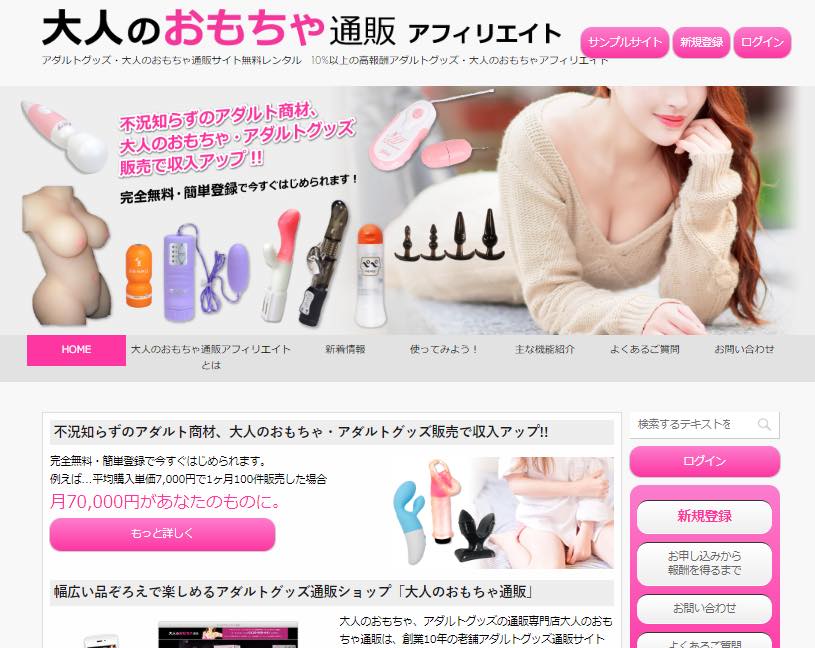 大人のおもちゃ通販 アフィリエイト
サンプルサイト
新規登録
ログイン
アダルトグッズ・大人のおもちゃ通販サイト無料レンタル 10%以上の高報酬アダルトグッズ・大人のおもちゃアフィリエイト
不況知らずのアダルト商材、
大人のおもちゃ・アダルトグッズ
販売で収入アップ!!
完全無料・簡単登録で今すぐはじめられます!
HOME
大人のおもちゃ通販アフィリエイト
とは
新着情報
使ってみよう!
主な機能紹介
よくあるご質問
お問い合わせ
不況知らずのアダルト商材、大人のおもちゃ・アダルトグッズ販売で収入アップ!!
完全無料・簡単登録で今すぐはじめられます。
例えば…平均購入単価7,000円で1ヶ月100件販売した場合
月70,000円があなたのものに。
もっと詳しく
幅広い品ぞろえで楽しめるアダルトグッズ通販ショップ「大人のおもちゃ通販」
大人のおもちゃ、アダルトグッズの通販専門店大人のおも
ちゃ通販は、創業10年の老舗アダルトグッズ通販サイト
検索するテキストを
ログイン
新規登録
お申し込みから
報酬を得るまで
お問い合わせ
よくあるご質問